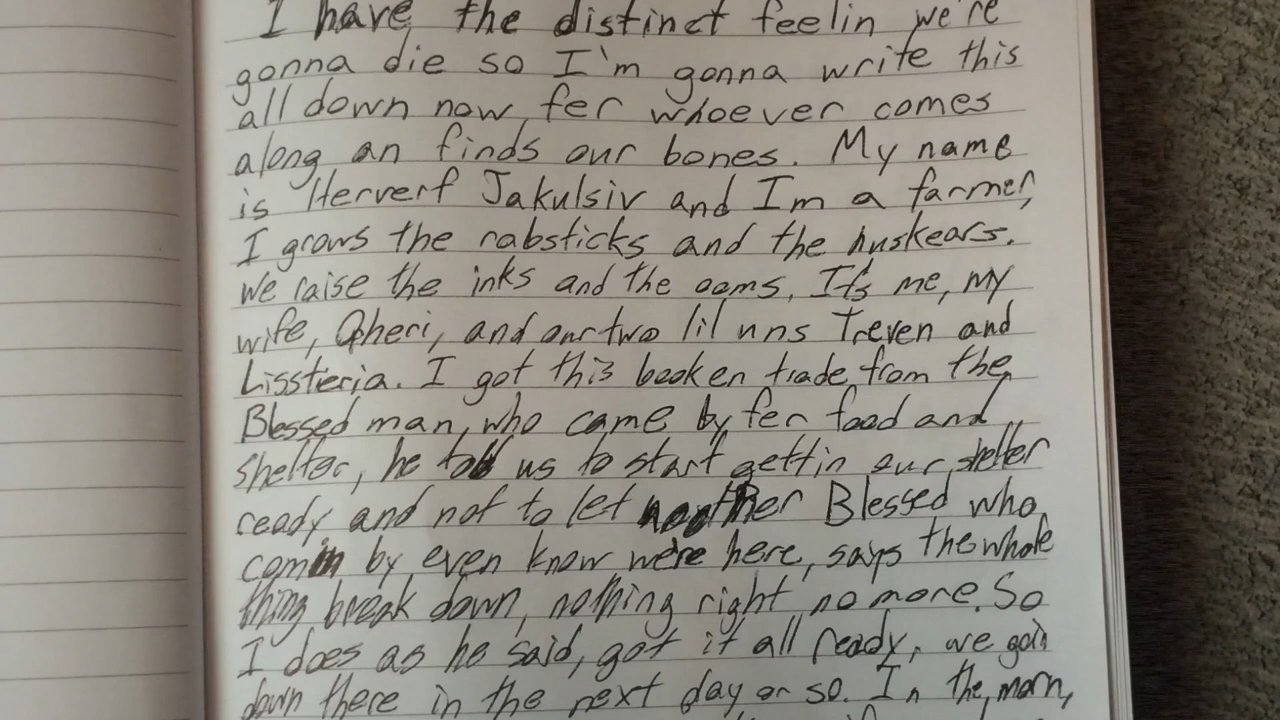 I have the distinct feelin we're
gonna die so I'm gonna write this
all down now, fer whoever comes
along an finds our bones. My name
is Herverf Jakulsiv and Im a farmer,
I grows the rabsticks and the huskears.
We raise the inks and the ooms. It's me, my
wife, Opheri, and our two lil uns Treven and
Lissteria. I got this book en trade from the
Blessed man who came by fer food and
shelter, he told us to start gettin our shelter
ready and not to let nother Blessed who
comin by even know we're here, says the whole
thing break down, nothing right no more. So
I does as he said, got it all ready, we goin
down there in the next day or so. In the morn,